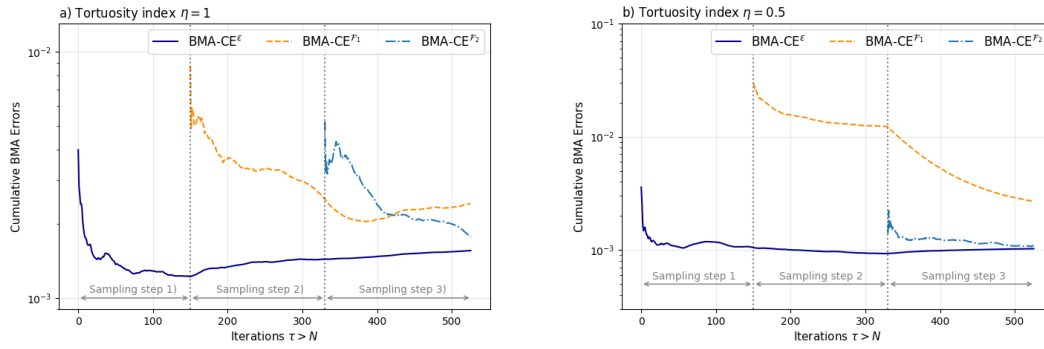 a) Tortuosity index η = 1
BMA-CE^ε BMA-CE^F₁ BMA-CE^F₂
10⁻²
10⁻³
Cumulative BMA Errors
Sampling step 1) Sampling step 2) Sampling step 3)
0 100 200 300 400 500
Iterations τ > N
b) Tortuosity index η = 0.5
BMA-CE^ε BMA-CE^F₁ BMA-CE^F₂
10⁻¹
10⁻²
10⁻³
Cumulative BMA Errors
Sampling step 1 Sampling step 2 Sampling step 3
0 100 200 300 400 500
Iterations τ > N